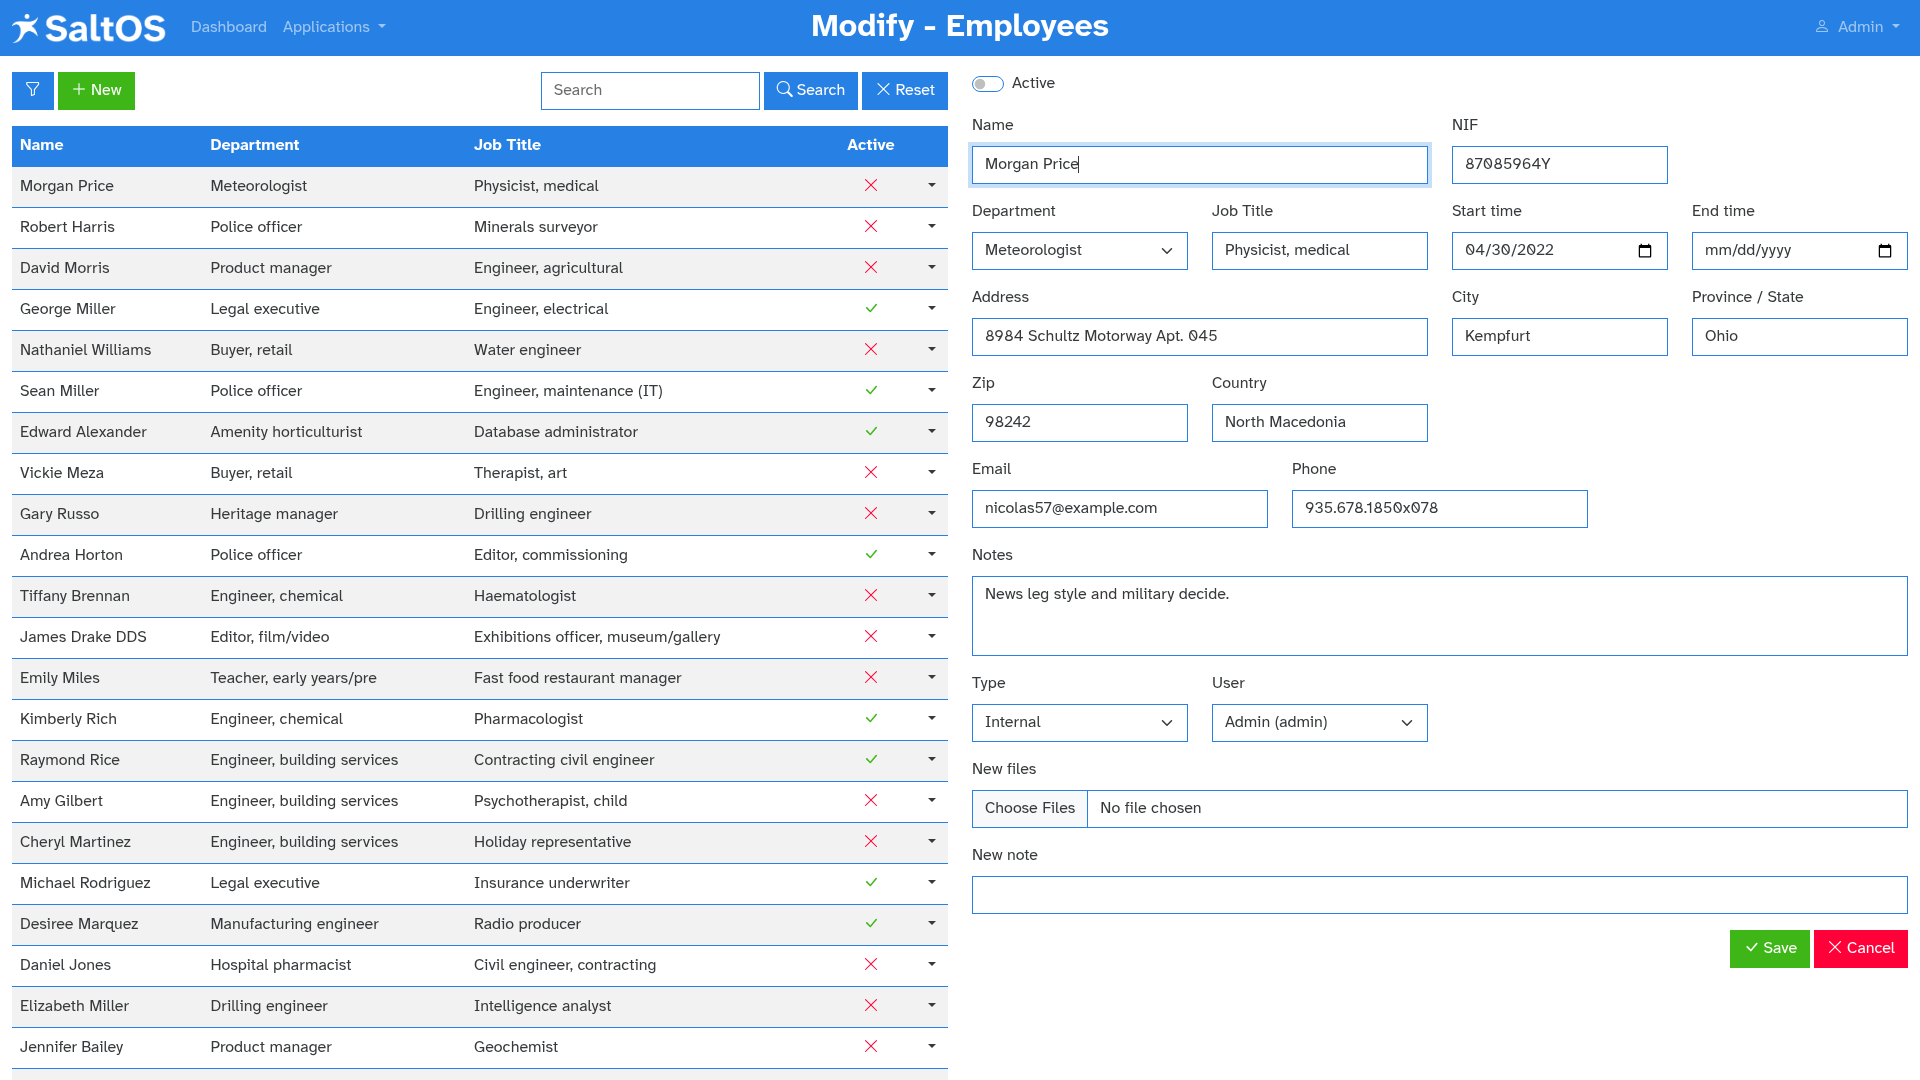 SaltOS Dashboard Applications Modify - Employees Admin
New Search Search Reset
Name Department Job Title Active
Morgan Price Meteorologist Physicist, medical
Robert Harris Police officer Minerals surveyor
David Morris Product manager Engineer, agricultural
George Miller Legal executive Engineer, electrical
Nathaniel Williams Buyer, retail Water engineer
Sean Miller Police officer Engineer, maintenance (IT)
Edward Alexander Amenity horticulturist Database administrator
Vickie Meza Buyer, retail Therapist, art
Gary Russo Heritage manager Drilling engineer
Andrea Horton Police officer Editor, commissioning
Tiffany Brennan Engineer, chemical Haematologist
James Drake DDS Editor, film/video Exhibitions officer, museum/gallery
Emily Miles Teacher, early years/pre Fast food restaurant manager
Kimberly Rich Engineer, chemical Pharmacologist
Raymond Rice Engineer, building services Contracting civil engineer
Amy Gilbert Engineer, building services Psychotherapist, child
Cheryl Martinez Engineer, building services Holiday representative
Michael Rodriguez Legal executive Insurance underwriter
Desiree Marquez Manufacturing engineer Radio producer
Daniel Jones Hospital pharmacist Civil engineer, contracting
Elizabeth Miller Drilling engineer Intelligence analyst
Jennifer Bailey Product manager Geochemist
Active
Name NIF
Morgan Price 87085964Y
Department Job Title Start time End time
Meteorologist Physicist, medical 04/30/2022 mm/dd/yyyy
Address City Province / State
8984 Schultz Motorway Apt. 045 Kempfurt Ohio
Zip Country
98242 North Macedonia
Email Phone
nicolas57@example.com 935.678.1850x078
Notes
News leg style and military decide.
Type User
Internal Admin (admin)
New files
Choose Files No file chosen
New note
Save Cancel